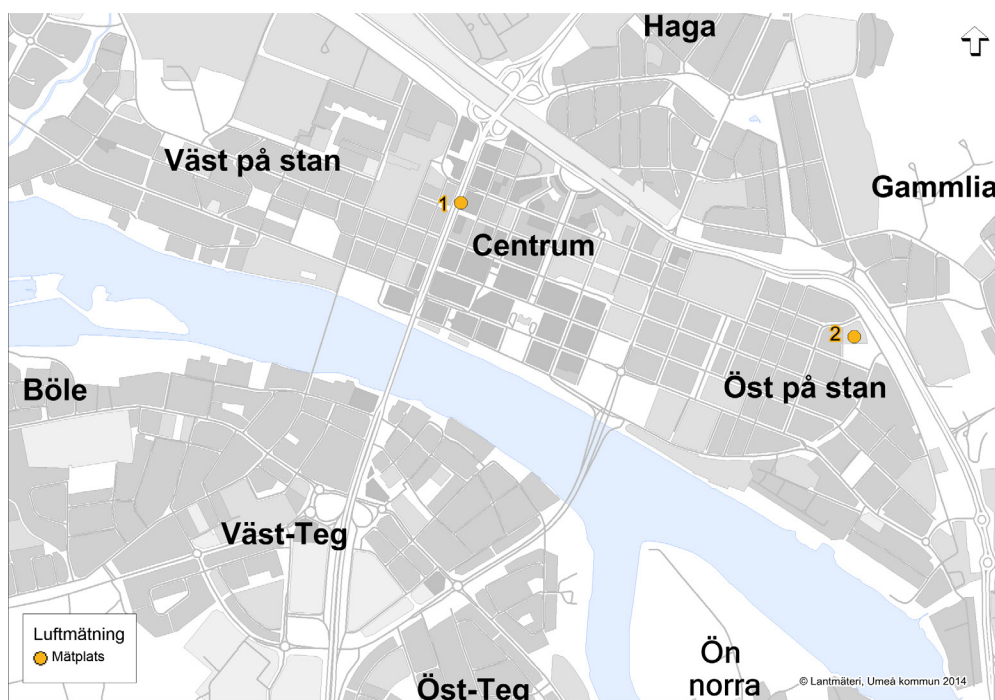 Haga
Väst på stan
Gammlia
1
Centrum
2
Böle
Öst på stan
Väst-Teg
Luftmätning
Mätplats
Ön
norra
Öst-Teg
© Lantmäteri, Umeå kommun 2014